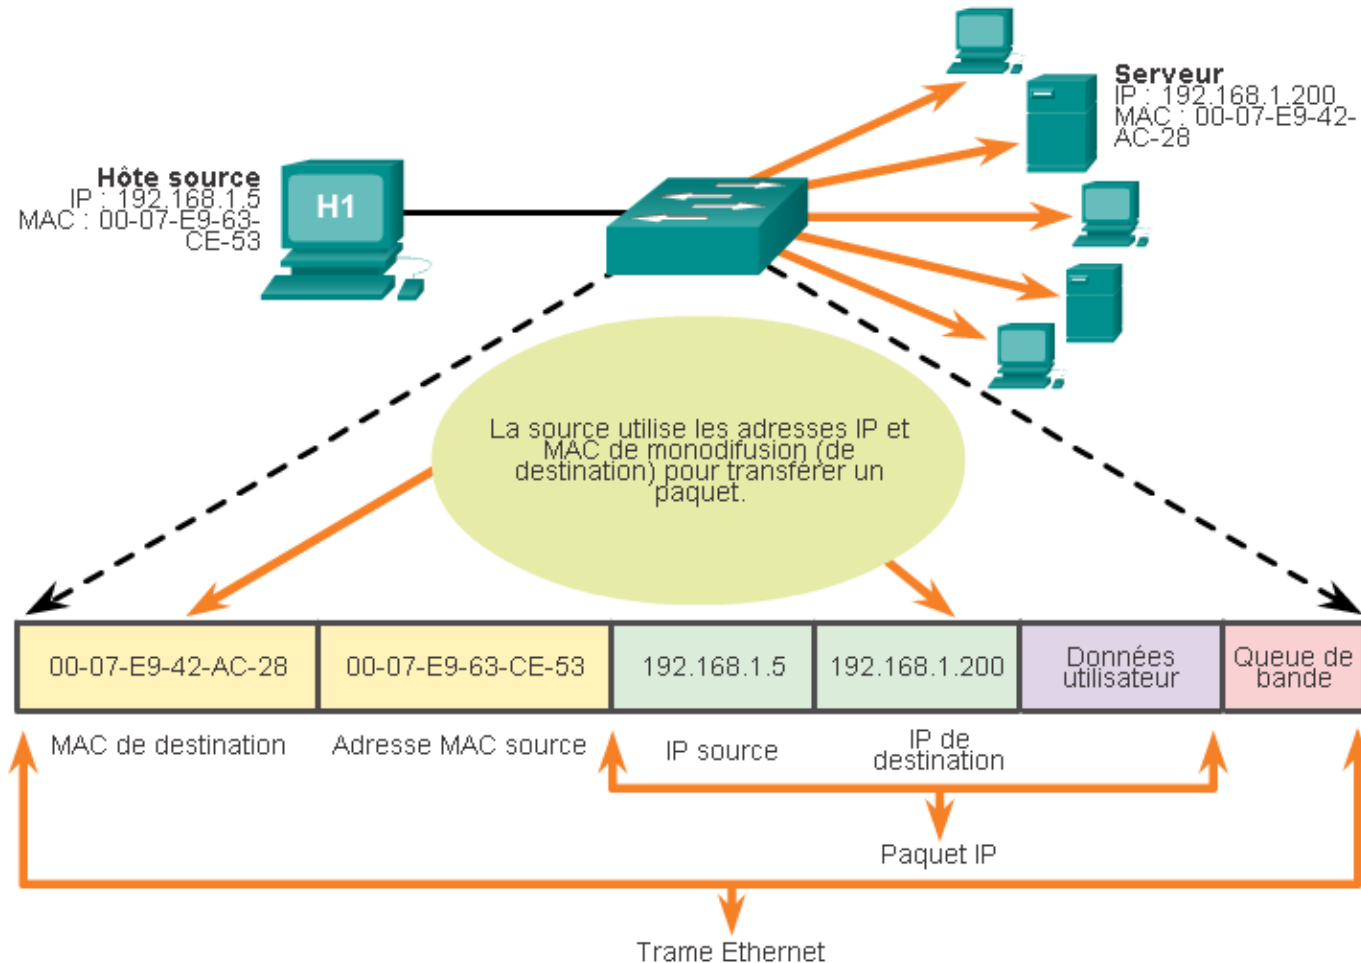 Serveur
IP : 192.168.1.200
MAC : 00-07-E9-42-
AC-28
Hôte source
IP : 192.168.1.5
MAC : 00-07-E9-63-
CE-53
H1
La source utilise les adresses IP et
MAC de monodifusion (de
destination) pour transférer un
paquet.
00-07-E9-42-AC-28
00-07-E9-63-CE-53
192.168.1.5
192.168.1.200
Données
utilisateur
Queue de
bande
MAC de destination
Adresse MAC source
IP source
IP de
destination
Paquet IP
Trame Ethernet